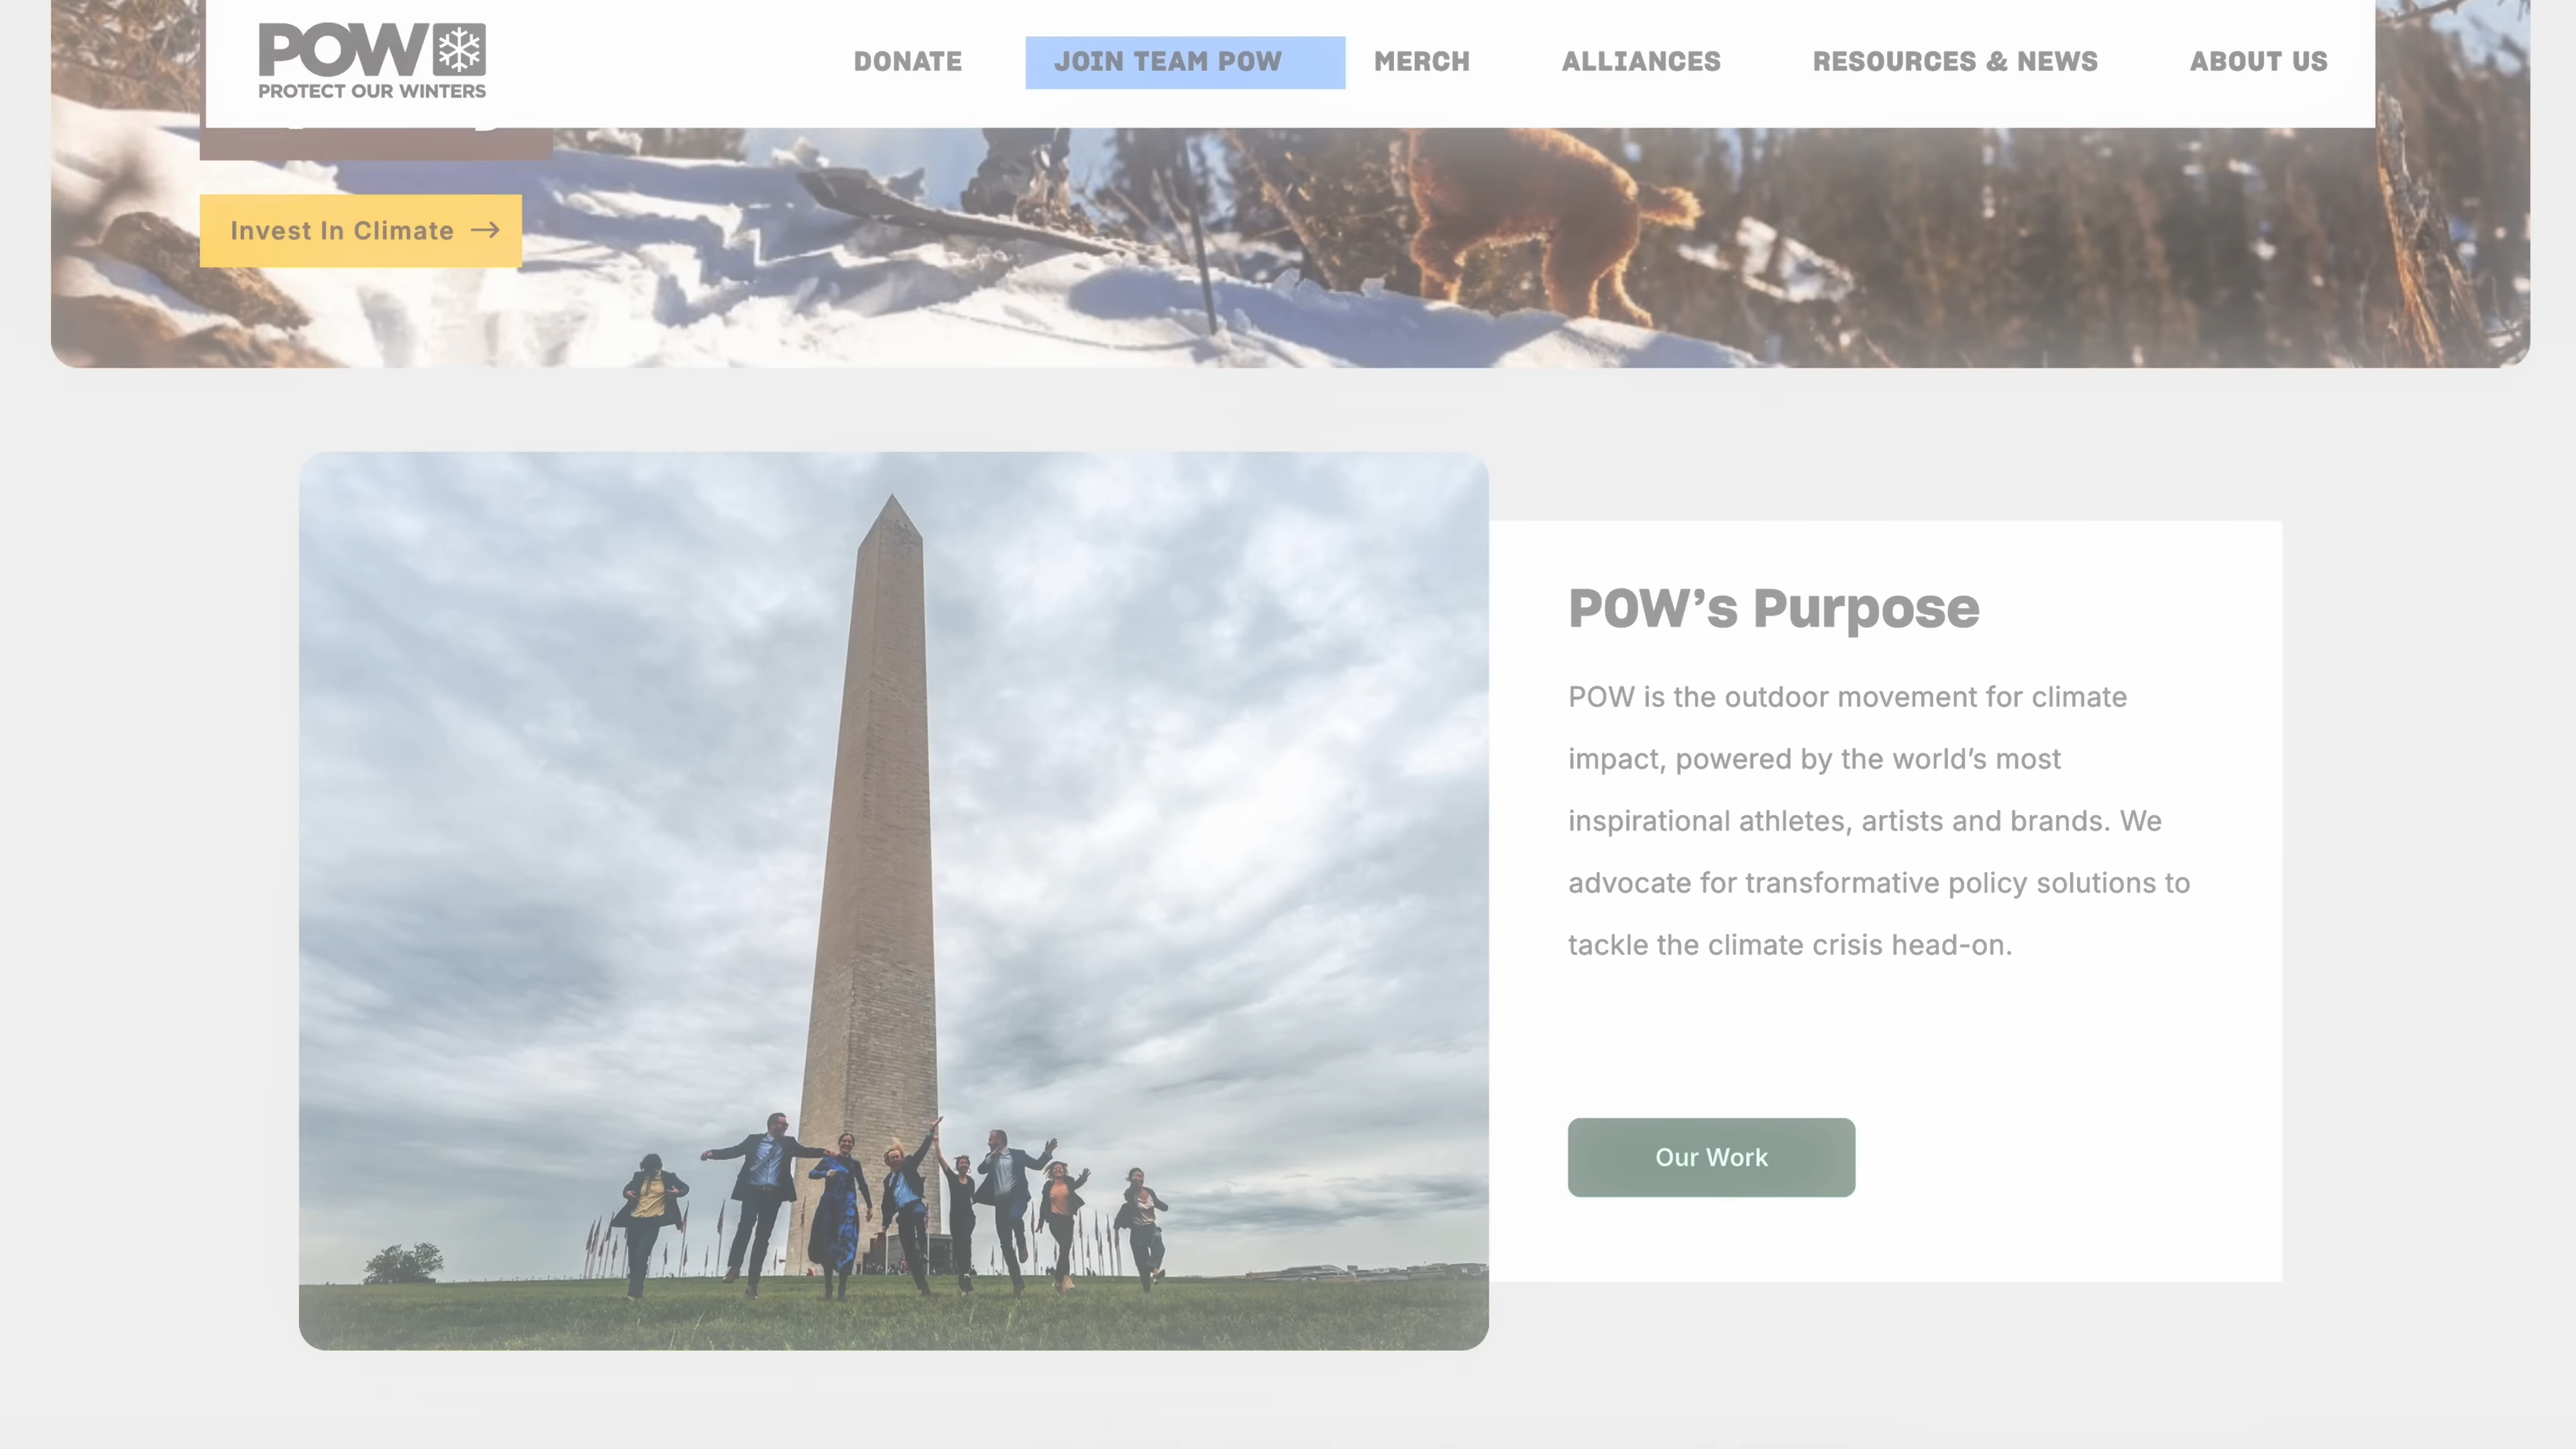 POW
PROTECT OUR WINTERS
DONATE
JOIN TEAM POW
MERCH
ALLIANCES
RESOURCES & NEWS
ABOUT US
Invest In Climate →
POW’s Purpose
POW is the outdoor movement for climate
impact, powered by the world’s most
inspirational athletes, artists and brands. We
advocate for transformative policy solutions to
tackle the climate crisis head-on.
Our Work